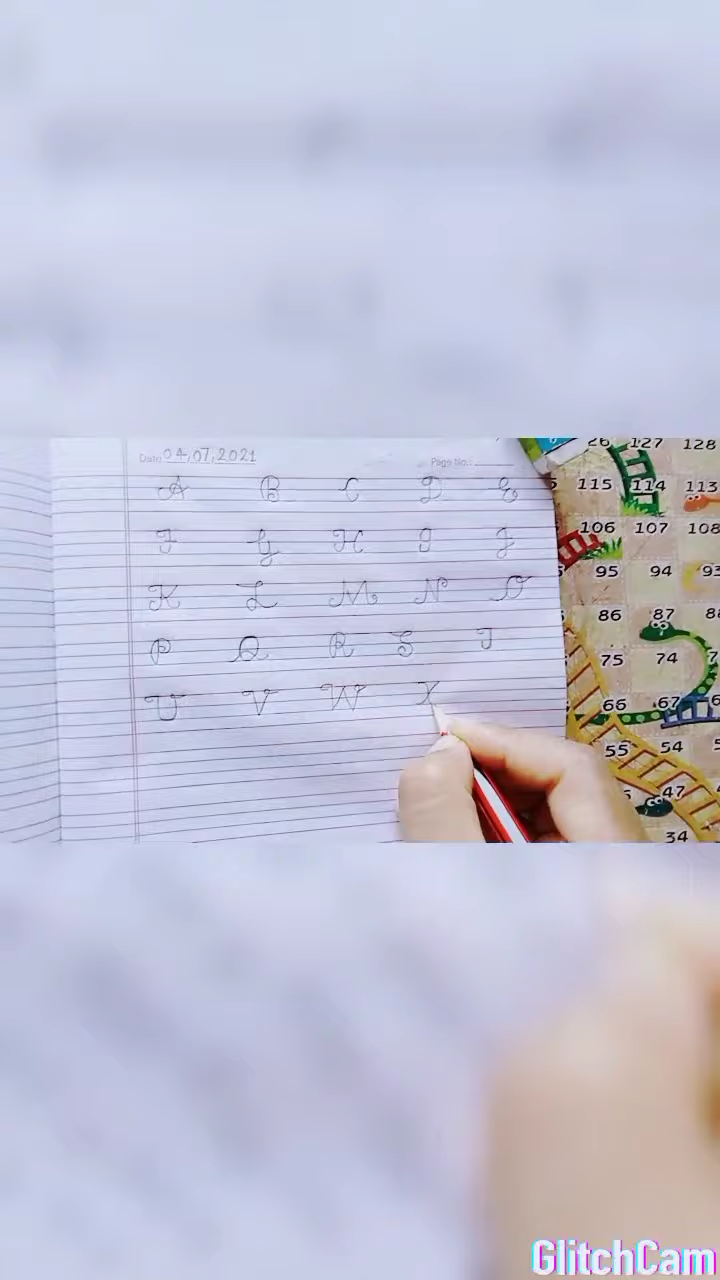 Date 04,07,2021
Page No.:
A B C D E
F G H I J
K L M N O
P Q R S T
U V W X
26 127 128
115 114 113
106 107 108
95 94 93
86 87
75 74
66 67
55 54
47
34
GlitchCam